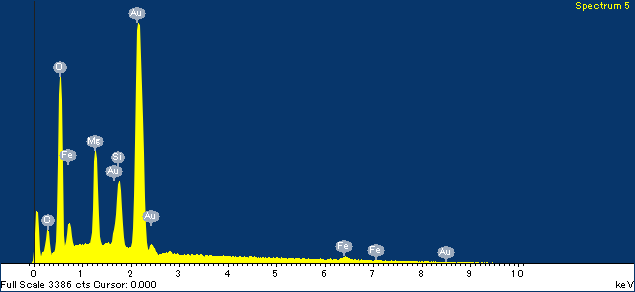 Spectrum 5
Au
O
Fe
Mg
Si
Au
Au
C
Fe
Fe
Au
0 1 2 3 4 5 6 7 8 9 10
Full Scale 3386 cts Cursor: 0.000 keV